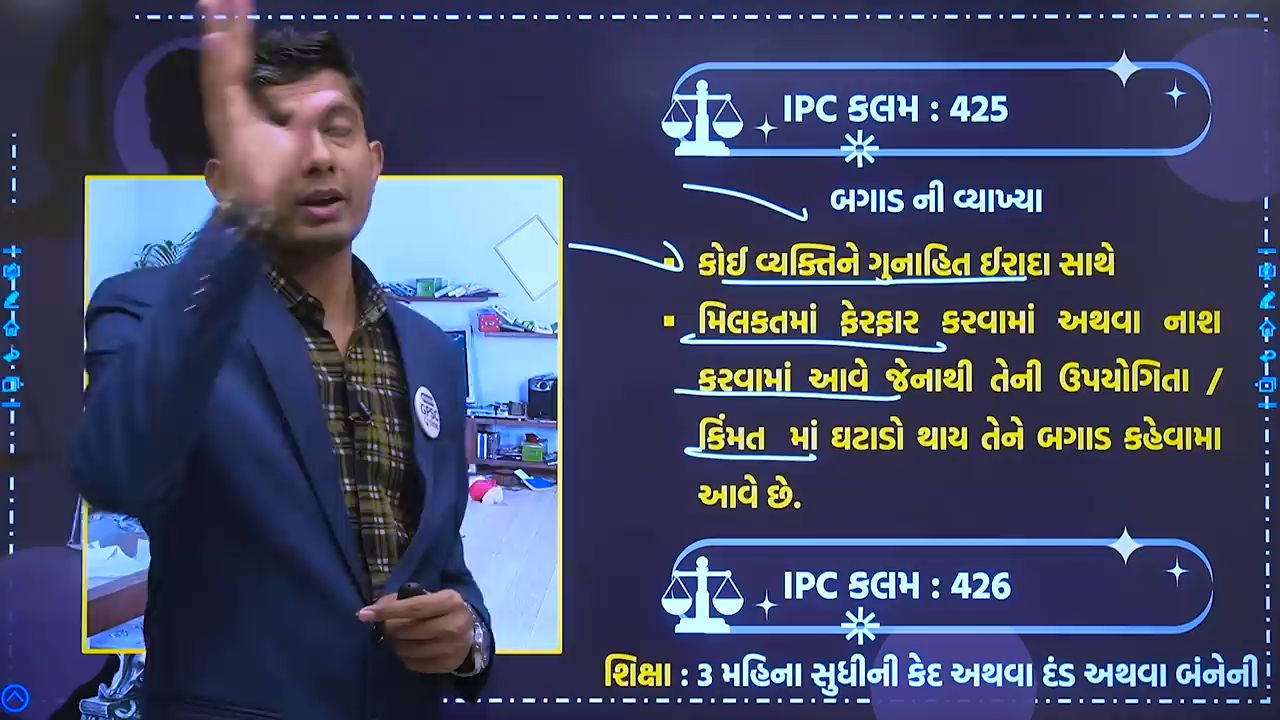 IPC કલમ : 425
બગાડ ની વ્યાખ્યા
▪ કોઈ વ્યક્તિને ગુનાહિત ઈરાદા સાથે
▪ મિલકતમાં ફેરફાર કરવામાં અથવા નાશ
કરવામાં આવે જેનાથી તેની ઉપયોગિતા /
કિંમત માં ઘટાડો થાય તેને બગાડ કહેવામા
આવે છે.
IPC કલમ : 426
શિક્ષા : 3 મહિના સુધીની કેદ અથવા દંડ અથવા બંનેની
GPSC